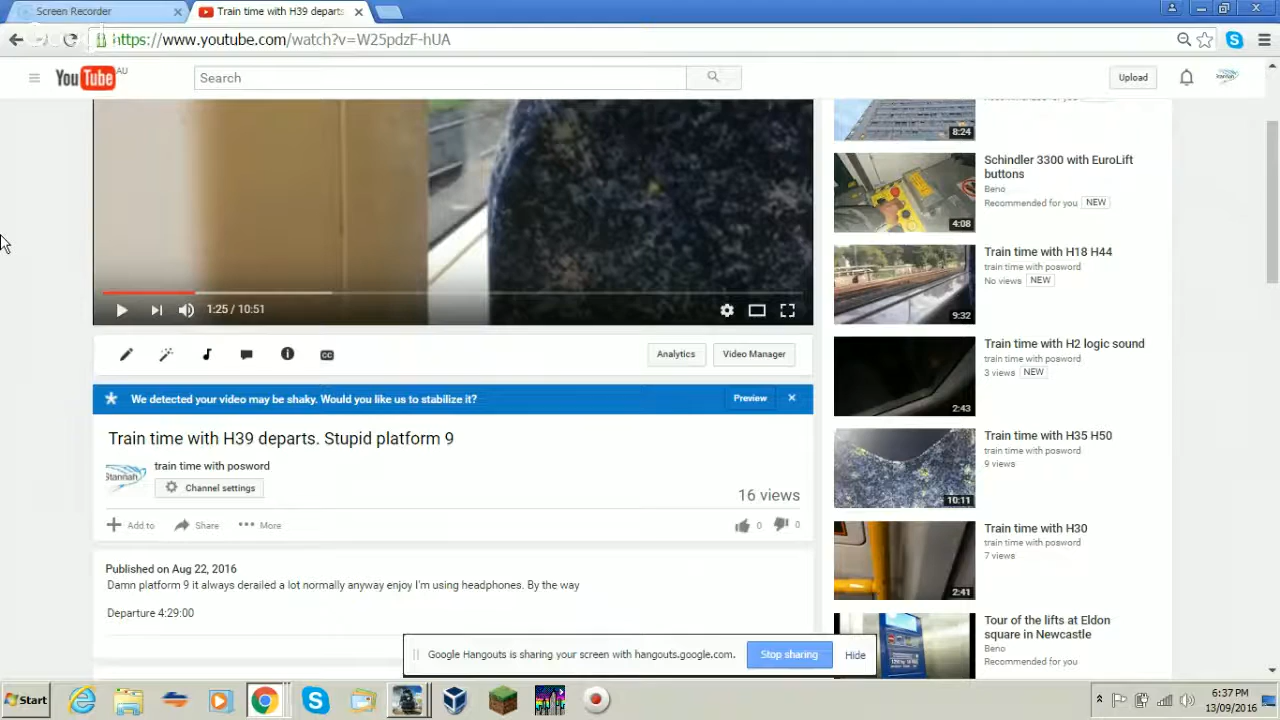 Screen Recorder
Train time with H39 departs
https://www.youtube.com/watch?v=W25pdzF-hUA
YouTube AU
Search
Upload
8:24
Schindler 3300 with EuroLift
buttons
Beno
Recommended for you NEW
4:08
Train time with H18 H44
train time with posword
No views NEW
9:32
Train time with H2 logic sound
train time with posword
3 views NEW
2:43
Train time with H35 H50
train time with posword
9 views
10:11
Train time with H30
train time with posword
7 views
2:41
Tour of the lifts at Eldon
square in Newcastle
Beno
Recommended for you
1:25 / 10:51
CC
Analytics
Video Manager
We detected your video may be shaky. Would you like us to stabilize it?
Preview
Train time with H39 departs. Stupid platform 9
Stannah
train time with posword
Channel settings
16 views
Add to
Share
More
0
0
Published on Aug 22, 2016
Damn platform 9 it always derailed a lot normally anyway enjoy I'm using headphones. By the way
Departure 4:29:00
Google Hangouts is sharing your screen with hangouts.google.com.
Stop sharing
Hide
Start
6:37 PM
13/09/2016